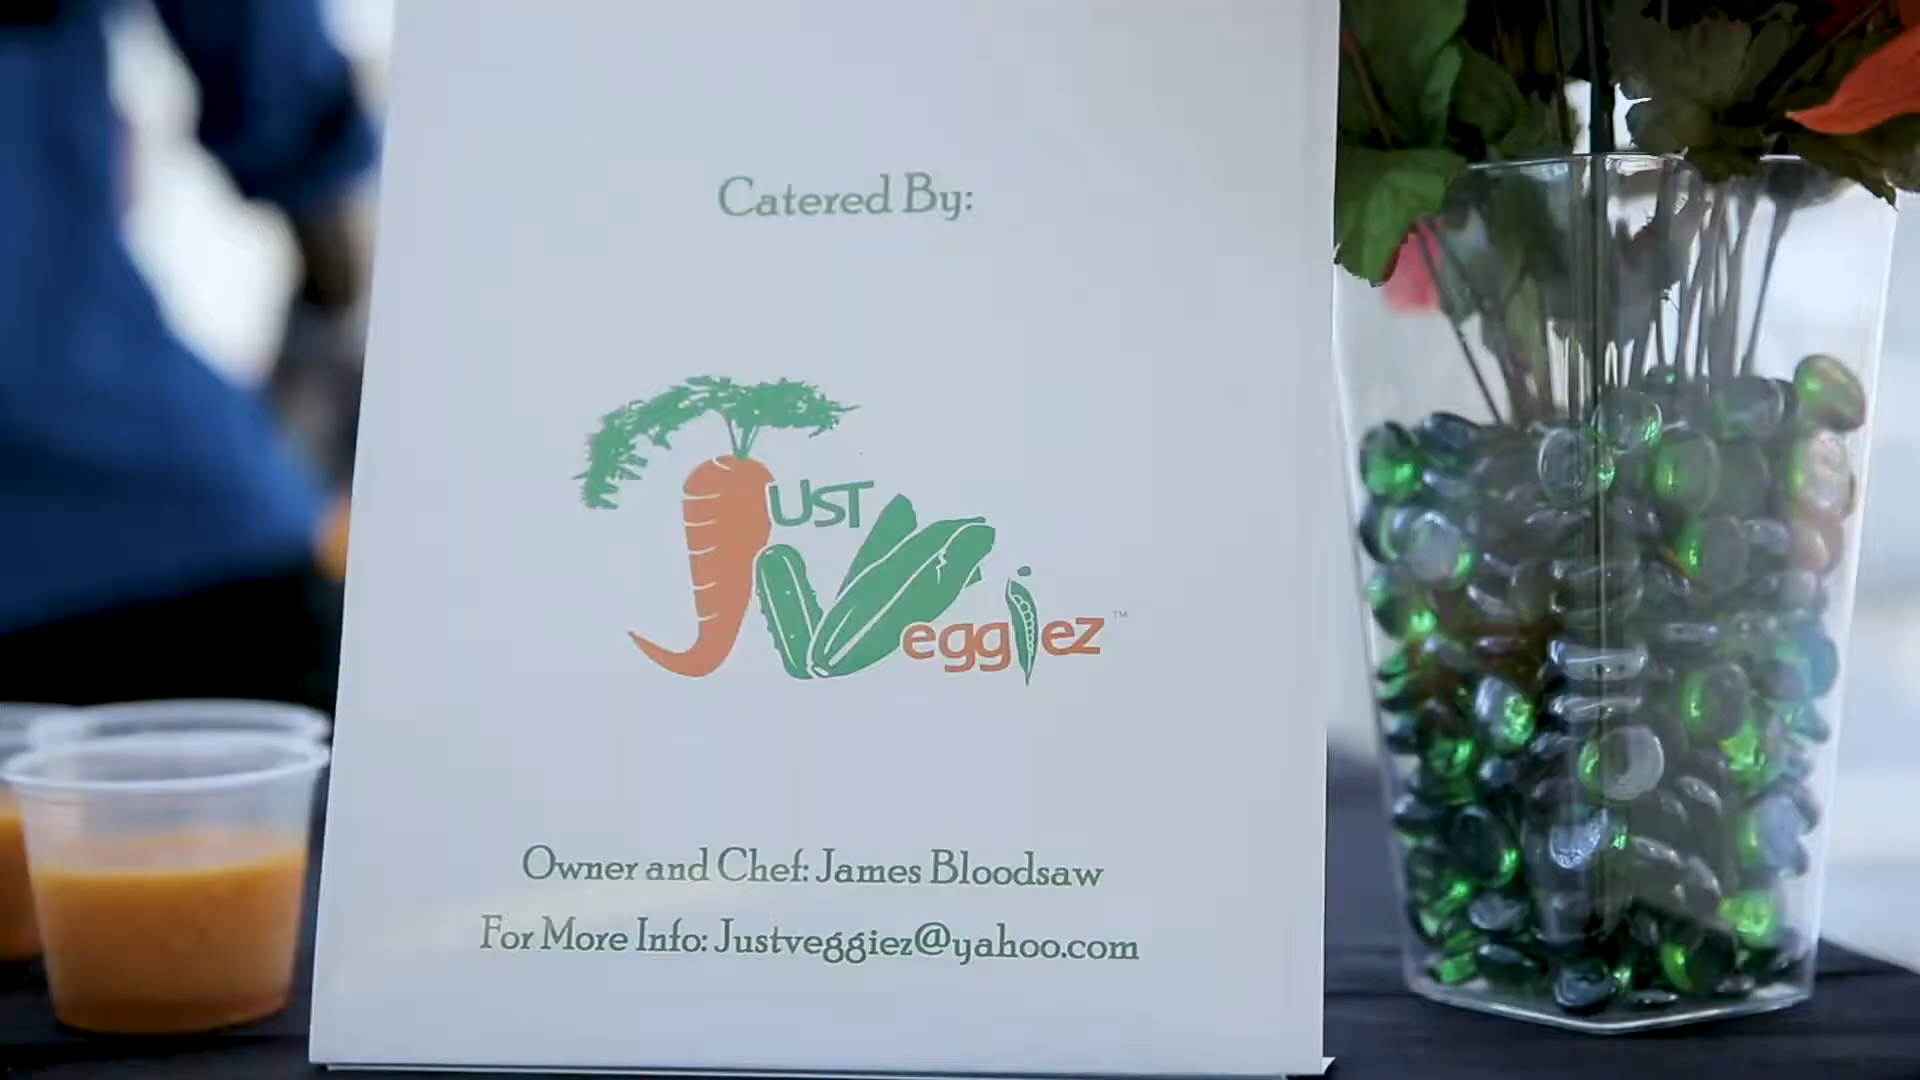 Catered By:
Just
Veggiez™
Owner and Chef: James Bloodsaw
For More Info: Justveggiez@yahoo.com